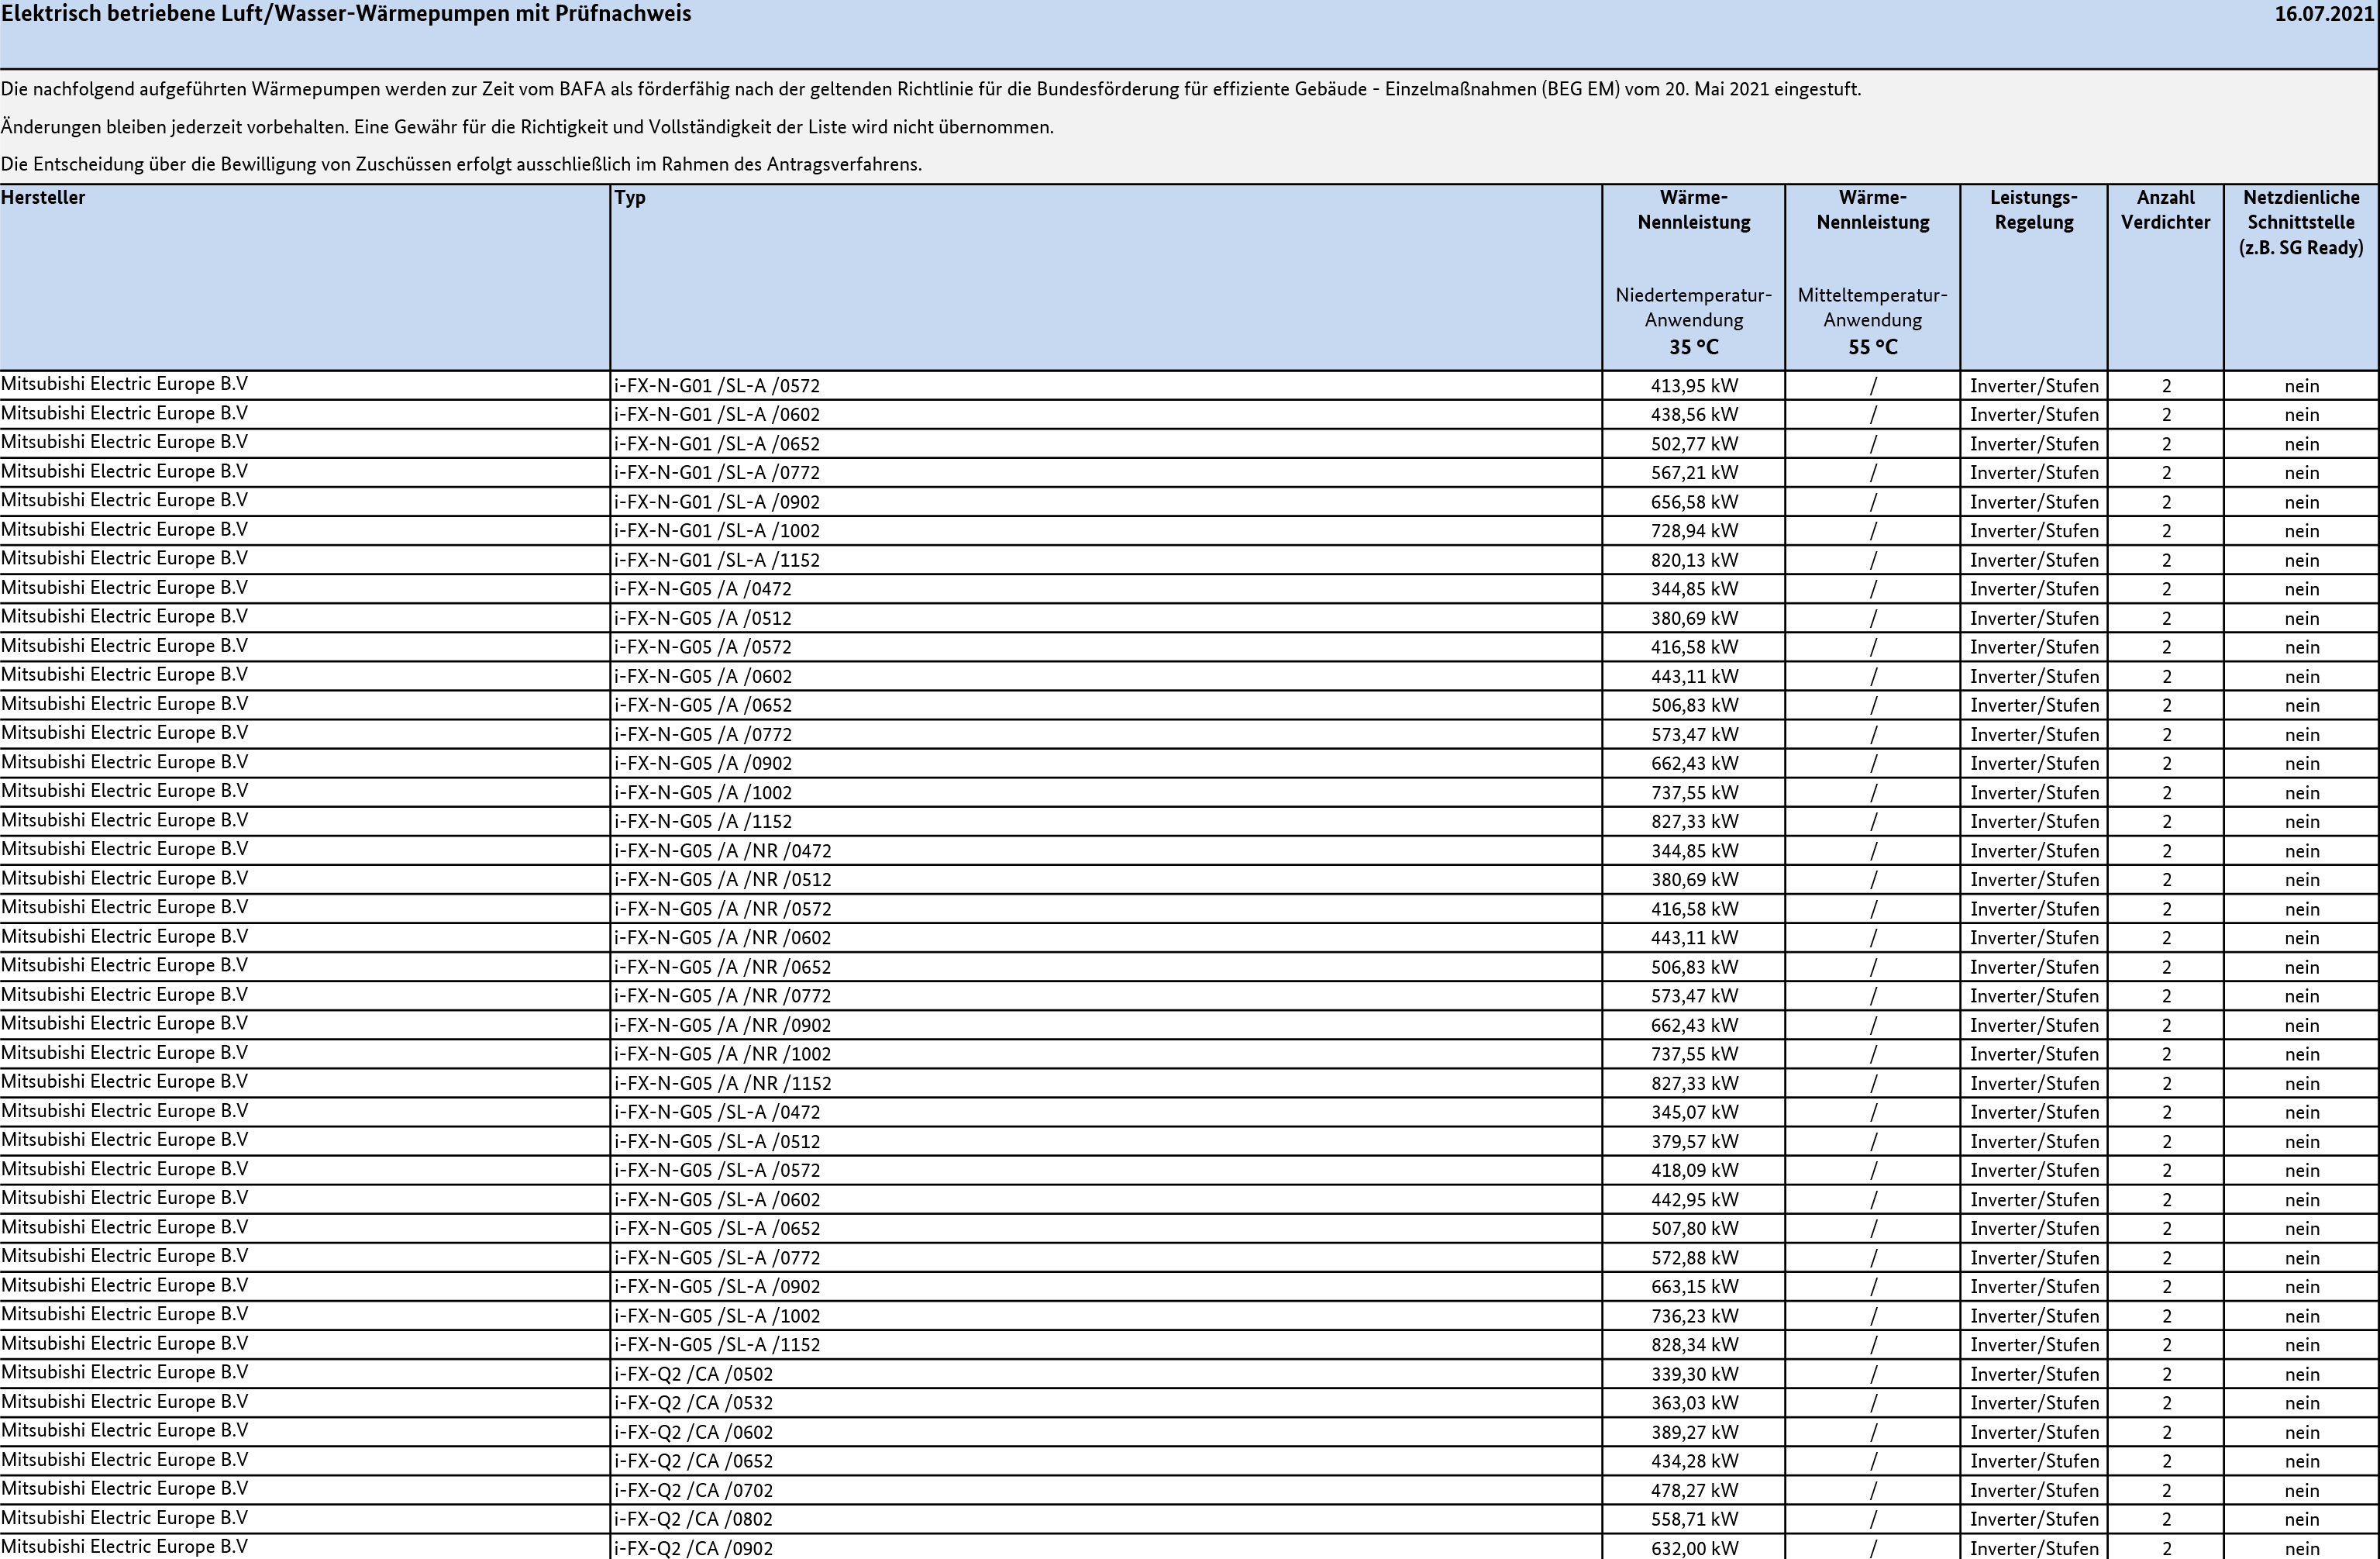 Elektrisch betriebene Luft/Wasser-Wärmepumpen mit Prüfnachweis 16.07.2021
Die nachfolgend aufgeführten Wärmepumpen werden zur Zeit vom BAFA als förderfähig nach der geltenden Richtlinie für die Bundesförderung für effiziente Gebäude - Einzelmaßnahmen (BEG EM) vom 20. Mai 2021 eingestuft.
Änderungen bleiben jederzeit vorbehalten. Eine Gewähr für die Richtigkeit und Vollständigkeit der Liste wird nicht übernommen.
Die Entscheidung über die Bewilligung von Zuschüssen erfolgt ausschließlich im Rahmen des Antragsverfahrens.
Hersteller Typ Wärme- Wärme- Leistungs- Anzahl Netzdienliche
Nennleistung Nennleistung Regelung Verdichter Schnittstelle
(z.B. SG Ready)
Niedertemperatur- Mitteltemperatur-
Anwendung Anwendung
35 °C 55 °C
Mitsubishi Electric Europe B.V i-FX-N-G01 /SL-A /0572 413,95 kW / Inverter/Stufen 2 nein
Mitsubishi Electric Europe B.V i-FX-N-G01 /SL-A /0602 438,56 kW / Inverter/Stufen 2 nein
Mitsubishi Electric Europe B.V i-FX-N-G01 /SL-A /0652 502,77 kW / Inverter/Stufen 2 nein
Mitsubishi Electric Europe B.V i-FX-N-G01 /SL-A /0772 567,21 kW / Inverter/Stufen 2 nein
Mitsubishi Electric Europe B.V i-FX-N-G01 /SL-A /0902 656,58 kW / Inverter/Stufen 2 nein
Mitsubishi Electric Europe B.V i-FX-N-G01 /SL-A /1002 728,94 kW / Inverter/Stufen 2 nein
Mitsubishi Electric Europe B.V i-FX-N-G01 /SL-A /1152 820,13 kW / Inverter/Stufen 2 nein
Mitsubishi Electric Europe B.V i-FX-N-G05 /A /0472 344,85 kW / Inverter/Stufen 2 nein
Mitsubishi Electric Europe B.V i-FX-N-G05 /A /0512 380,69 kW / Inverter/Stufen 2 nein
Mitsubishi Electric Europe B.V i-FX-N-G05 /A /0572 416,58 kW / Inverter/Stufen 2 nein
Mitsubishi Electric Europe B.V i-FX-N-G05 /A /0602 443,11 kW / Inverter/Stufen 2 nein
Mitsubishi Electric Europe B.V i-FX-N-G05 /A /0652 506,83 kW / Inverter/Stufen 2 nein
Mitsubishi Electric Europe B.V i-FX-N-G05 /A /0772 573,47 kW / Inverter/Stufen 2 nein
Mitsubishi Electric Europe B.V i-FX-N-G05 /A /0902 662,43 kW / Inverter/Stufen 2 nein
Mitsubishi Electric Europe B.V i-FX-N-G05 /A /1002 737,55 kW / Inverter/Stufen 2 nein
Mitsubishi Electric Europe B.V i-FX-N-G05 /A /1152 827,33 kW / Inverter/Stufen 2 nein
Mitsubishi Electric Europe B.V i-FX-N-G05 /A /NR /0472 344,85 kW / Inverter/Stufen 2 nein
Mitsubishi Electric Europe B.V i-FX-N-G05 /A /NR /0512 380,69 kW / Inverter/Stufen 2 nein
Mitsubishi Electric Europe B.V i-FX-N-G05 /A /NR /0572 416,58 kW / Inverter/Stufen 2 nein
Mitsubishi Electric Europe B.V i-FX-N-G05 /A /NR /0602 443,11 kW / Inverter/Stufen 2 nein
Mitsubishi Electric Europe B.V i-FX-N-G05 /A /NR /0652 506,83 kW / Inverter/Stufen 2 nein
Mitsubishi Electric Europe B.V i-FX-N-G05 /A /NR /0772 573,47 kW / Inverter/Stufen 2 nein
Mitsubishi Electric Europe B.V i-FX-N-G05 /A /NR /0902 662,43 kW / Inverter/Stufen 2 nein
Mitsubishi Electric Europe B.V i-FX-N-G05 /A /NR /1002 737,55 kW / Inverter/Stufen 2 nein
Mitsubishi Electric Europe B.V i-FX-N-G05 /A /NR /1152 827,33 kW / Inverter/Stufen 2 nein
Mitsubishi Electric Europe B.V i-FX-N-G05 /SL-A /0472 345,07 kW / Inverter/Stufen 2 nein
Mitsubishi Electric Europe B.V i-FX-N-G05 /SL-A /0512 379,57 kW / Inverter/Stufen 2 nein
Mitsubishi Electric Europe B.V i-FX-N-G05 /SL-A /0572 418,09 kW / Inverter/Stufen 2 nein
Mitsubishi Electric Europe B.V i-FX-N-G05 /SL-A /0602 442,95 kW / Inverter/Stufen 2 nein
Mitsubishi Electric Europe B.V i-FX-N-G05 /SL-A /0652 507,80 kW / Inverter/Stufen 2 nein
Mitsubishi Electric Europe B.V i-FX-N-G05 /SL-A /0772 572,88 kW / Inverter/Stufen 2 nein
Mitsubishi Electric Europe B.V i-FX-N-G05 /SL-A /0902 663,15 kW / Inverter/Stufen 2 nein
Mitsubishi Electric Europe B.V i-FX-N-G05 /SL-A /1002 736,23 kW / Inverter/Stufen 2 nein
Mitsubishi Electric Europe B.V i-FX-N-G05 /SL-A /1152 828,34 kW / Inverter/Stufen 2 nein
Mitsubishi Electric Europe B.V i-FX-Q2 /CA /0502 339,30 kW / Inverter/Stufen 2 nein
Mitsubishi Electric Europe B.V i-FX-Q2 /CA /0532 363,03 kW / Inverter/Stufen 2 nein
Mitsubishi Electric Europe B.V i-FX-Q2 /CA /0602 389,27 kW / Inverter/Stufen 2 nein
Mitsubishi Electric Europe B.V i-FX-Q2 /CA /0652 434,28 kW / Inverter/Stufen 2 nein
Mitsubishi Electric Europe B.V i-FX-Q2 /CA /0702 478,27 kW / Inverter/Stufen 2 nein
Mitsubishi Electric Europe B.V i-FX-Q2 /CA /0802 558,71 kW / Inverter/Stufen 2 nein
Mitsubishi Electric Europe B.V i-FX-Q2 /CA /0902 632,00 kW / Inverter/Stufen 2 nein